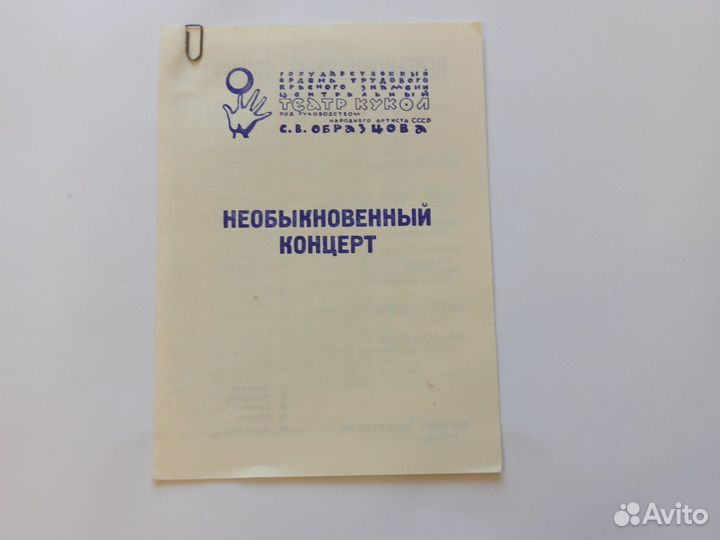 ГОСУДАРСТВЕННЫЙ
ОРДЕНА ТРУДОВОГО
КРАСНОГО ЗНАМЕНИ
ЦЕНТРАЛЬНЫЙ
ТЕАТР КУКОЛ
ПОД РУКОВОДСТВОМ
НАРОДНОГО АРТИСТА СССР
С.В. ОБРАЗЦОВА
НЕОБЫКНОВЕННЫЙ
КОНЦЕРТ
Avito